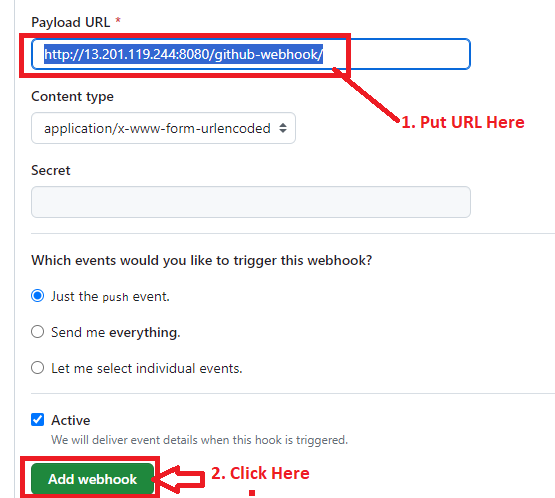 Payload URL *
http://13.201.119.244:8080/github-webhook/
Content type
1. Put URL Here
application/x-www-form-urlencoded
Secret
Which events would you like to trigger this webhook?
Just the push event.
Send me everything.
Let me select individual events.
Active
We will deliver event details when this hook is triggered.
Add webhook
2. Click Here